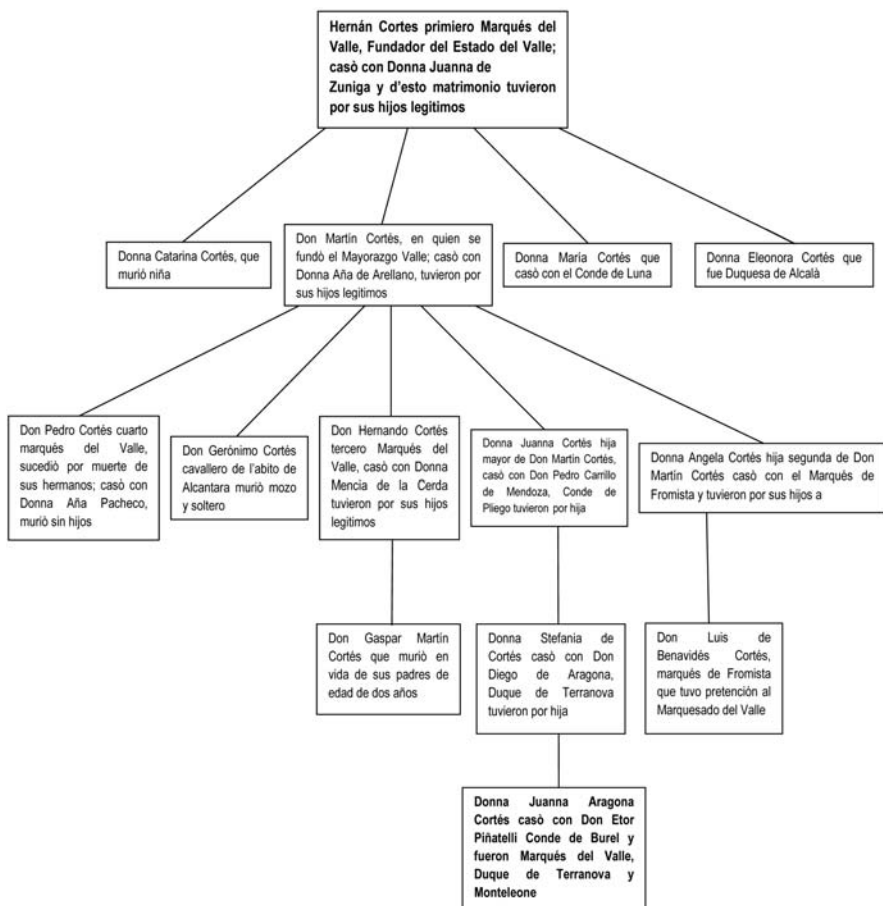 Hernán Cortes primiero Marqués del
Valle, Fundador del Estado del Valle;
casò con Donna Juanna de
Zuniga y d'esto matrimonio tuvieron
por sus hijos legitimos
Donna Catarina Cortés, que
murió niña
Don Martín Cortés, en quien se
fundò el Mayorazgo Valle; casò con
Donna Aña de Arellano, tuvieron por
sus hijos legitimos
Donna María Cortés que
casò con el Conde de Luna
Donna Eleonora Cortés que
fue Duquesa de Alcalà
Don Pedro Cortés cuarto
marqués del Valle,
sucedió por muerte de
sus hermanos; casò con
Donna Aña Pacheco,
muriò sin hijos
Don Gerónimo Cortés
cavallero de l'abito de
Alcantara muriò mozo
y soltero
Don Hernando Cortés
tercero Marqués del
Valle, casò con Donna
Mencia de la Cerda
tuvieron por sus hijos
legitimos
Donna Juanna Cortés hija
mayor de Don Martín Cortés,
casò con Don Pedro Carrillo
de Mendoza, Conde de
Pliego tuvieron por hija
Donna Angela Cortés hija segunda de Don
Martín Cortés casò con el Marqués de
Fromista y tuvieron por sus hijos a
Don Gaspar Martín
Cortés que muriò en
vida de sus padres de
edad de dos años
Donna Stefania de
Cortés casò con Don
Diego de Aragona,
Duque de Terranova
tuvieron por hija
Don Luis de
Benavidés Cortés,
marqués de Fromista
que tuvo pretención al
Marquesado del Valle
Donna Juanna Aragona
Cortés casò con Don Etor
Piñatelli Conde de Burel y
fueron Marqués del Valle,
Duque de Terranova y
Monteleone